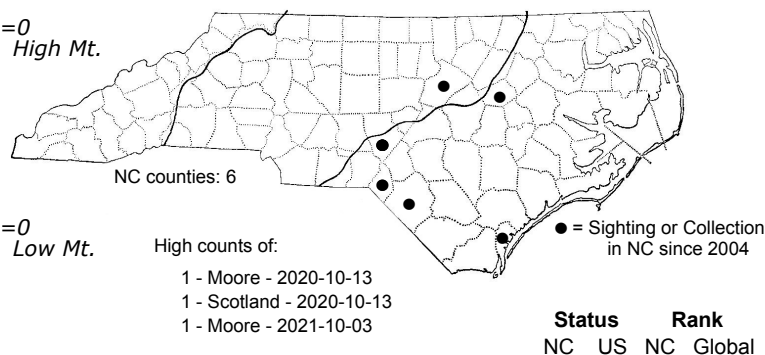 =0
High Mt.
NC counties: 6
=0
Low Mt.
High counts of:
1 - Moore - 2020-10-13
1 - Scotland - 2020-10-13
1 - Moore - 2021-10-03
● = Sighting or Collection
in NC since 2004
Status Rank
NC US NC Global